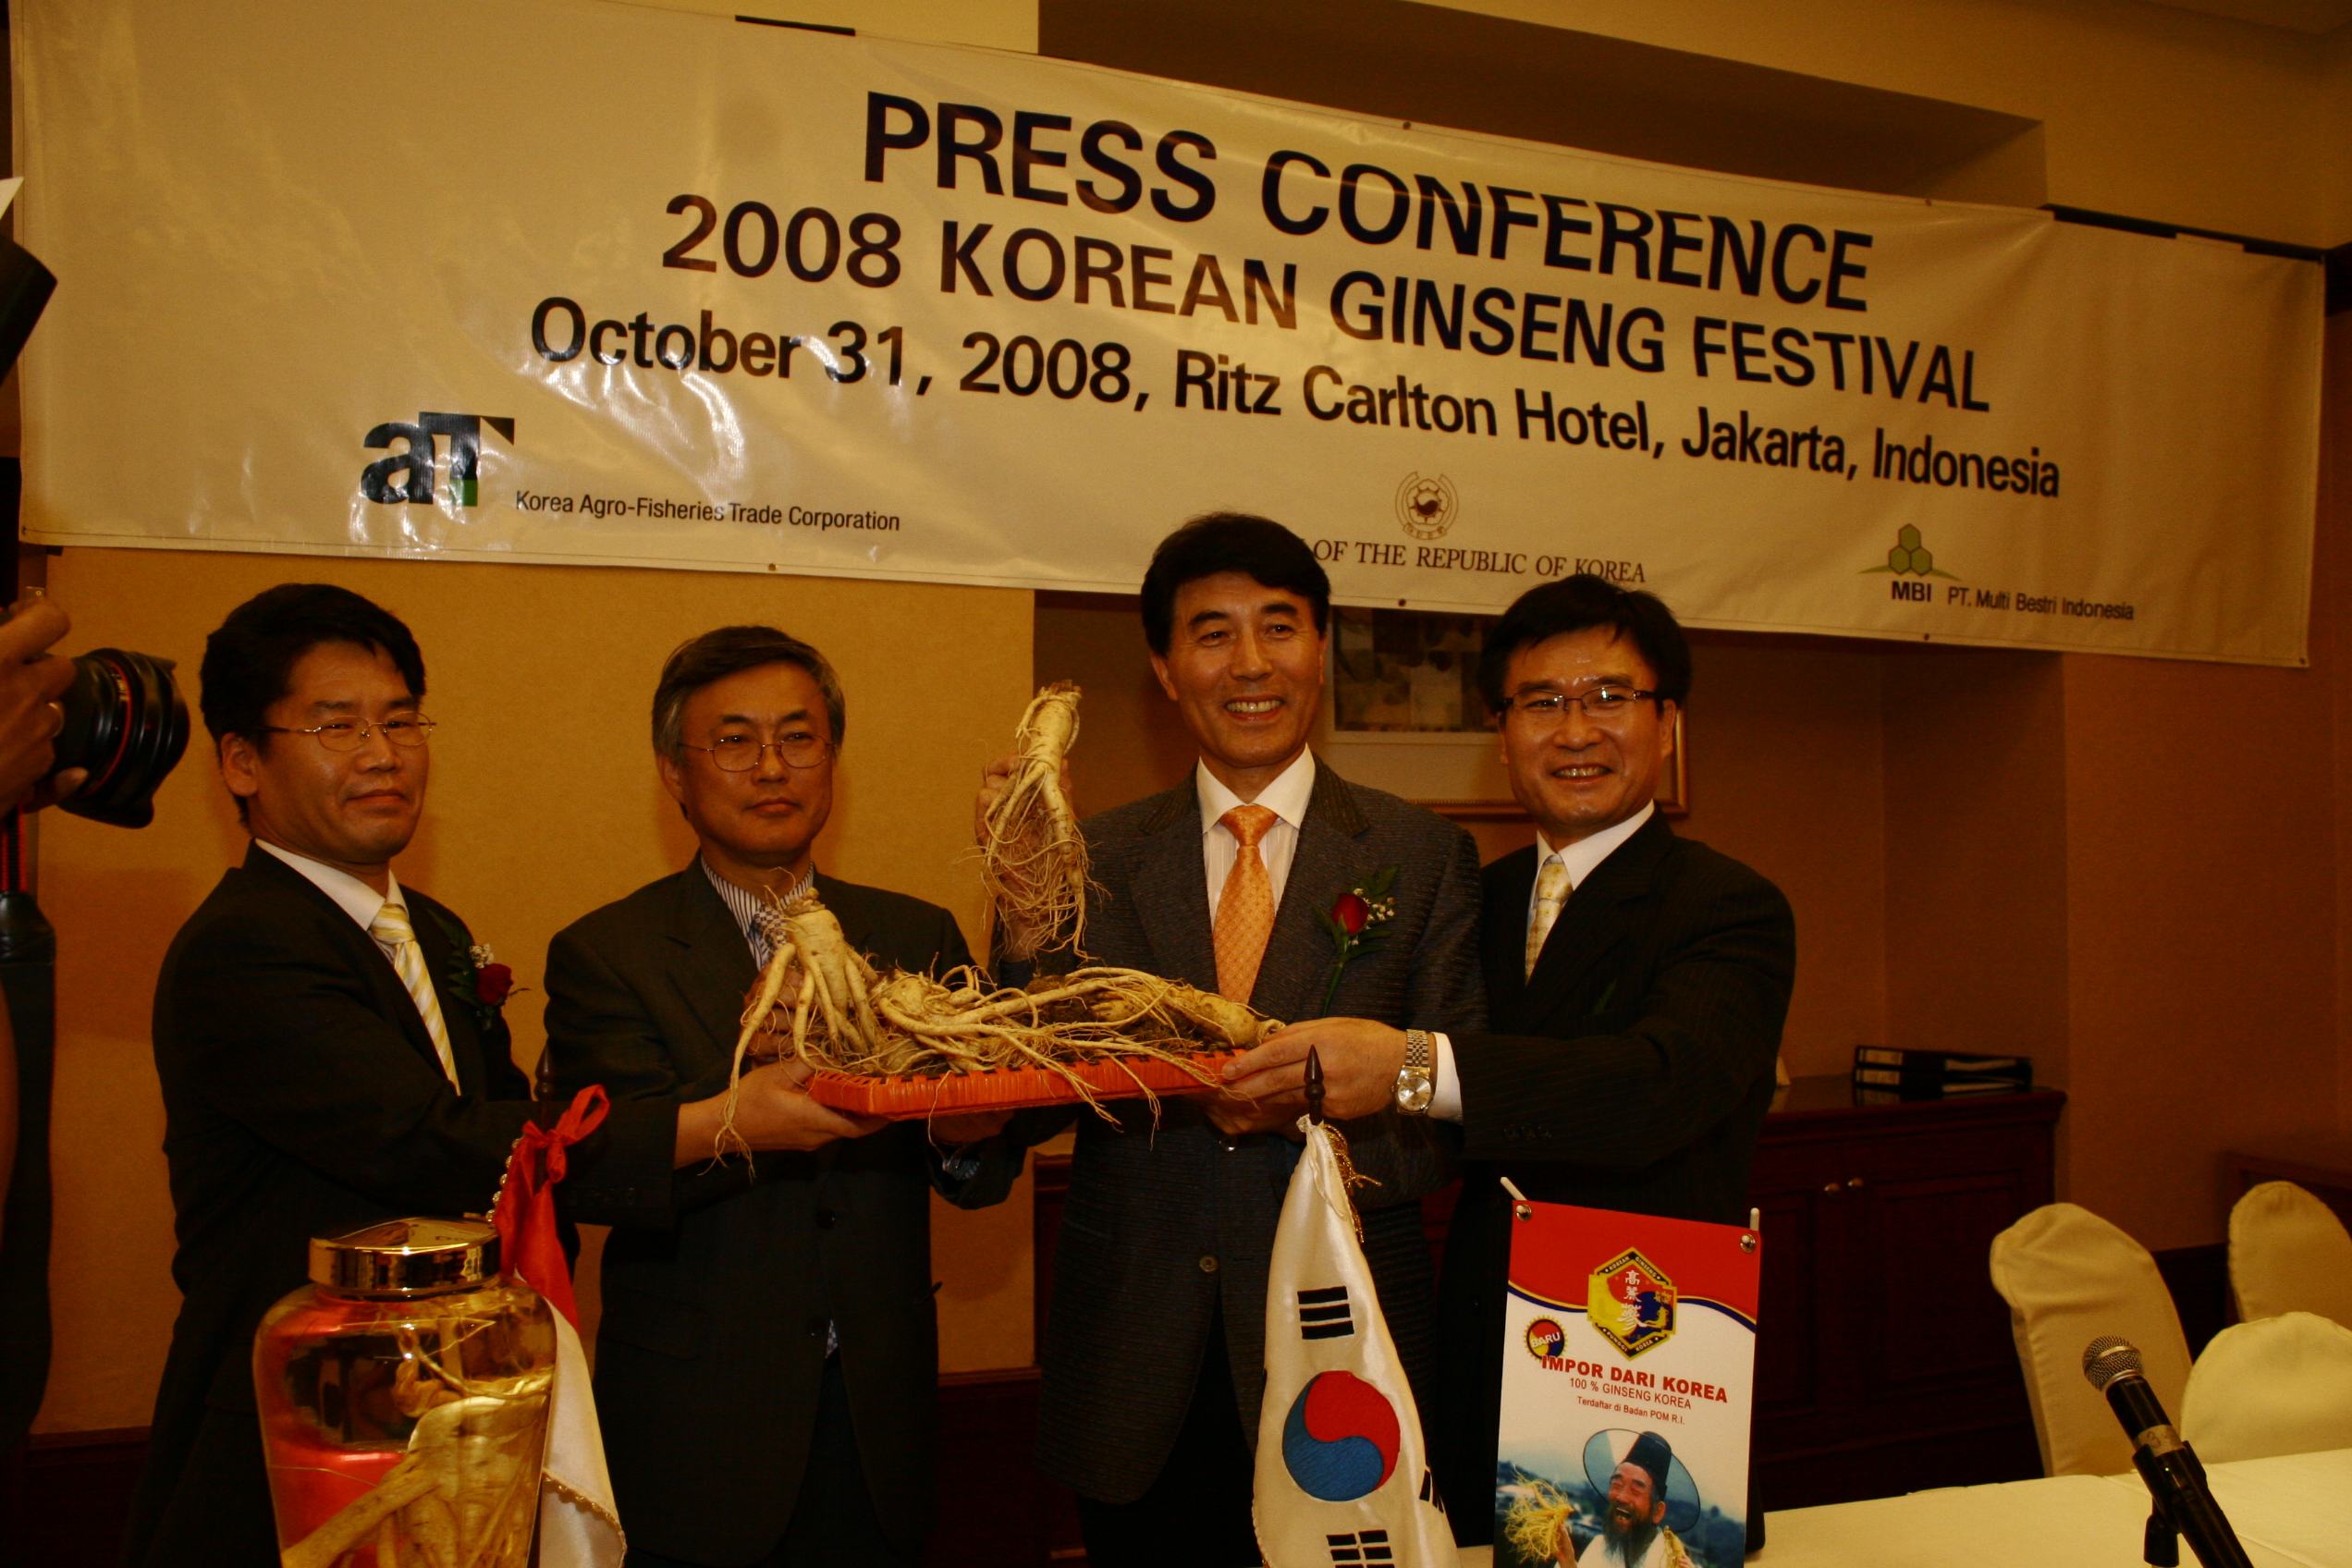 PRESS CONFERENCE
2008 KOREAN GINSENG FESTIVAL
October 31, 2008, Ritz Carlton Hotel, Jakarta, Indonesia
aT
Korea Agro-Fisheries Trade Corporation
OF THE REPUBLIC OF KOREA
MBI PT. Multi Bestri Indonesia
KOREAN GINSENG
BARU
IMPOR DARI KOREA
100 % GINSENG KOREA
Terdaftar di Badan POM R.I.